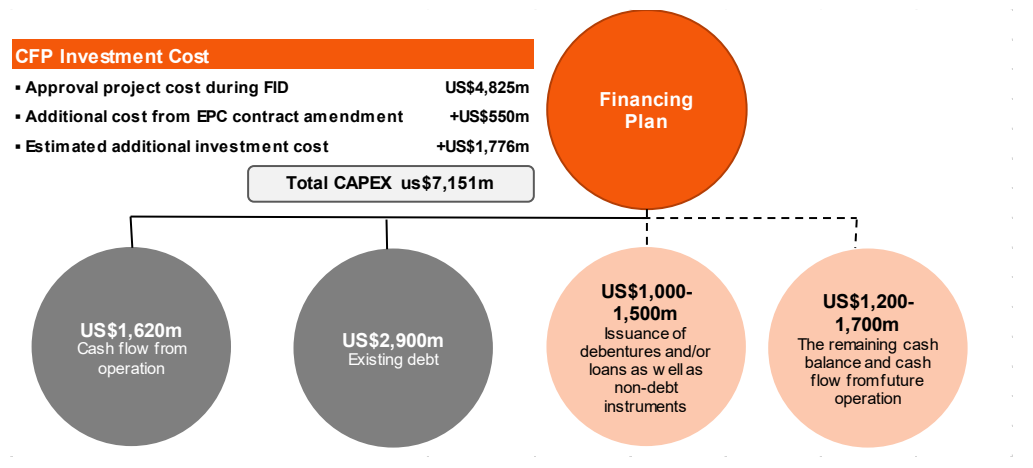 CFP Investment Cost
▪ Approval project cost during FID US$4,825m
▪ Additional cost from EPC contract amendment +US$550m
▪ Estimated additional investment cost +US$1,776m
Total CAPEX us$7,151m
Financing
Plan
US$1,620m
Cash flow from
operation
US$2,900m
Existing debt
US$1,000-
1,500m
Issuance of
debentures and/or
loans as well as
non-debt
instruments
US$1,200-
1,700m
The remaining cash
balance and cash
flow from future
operation